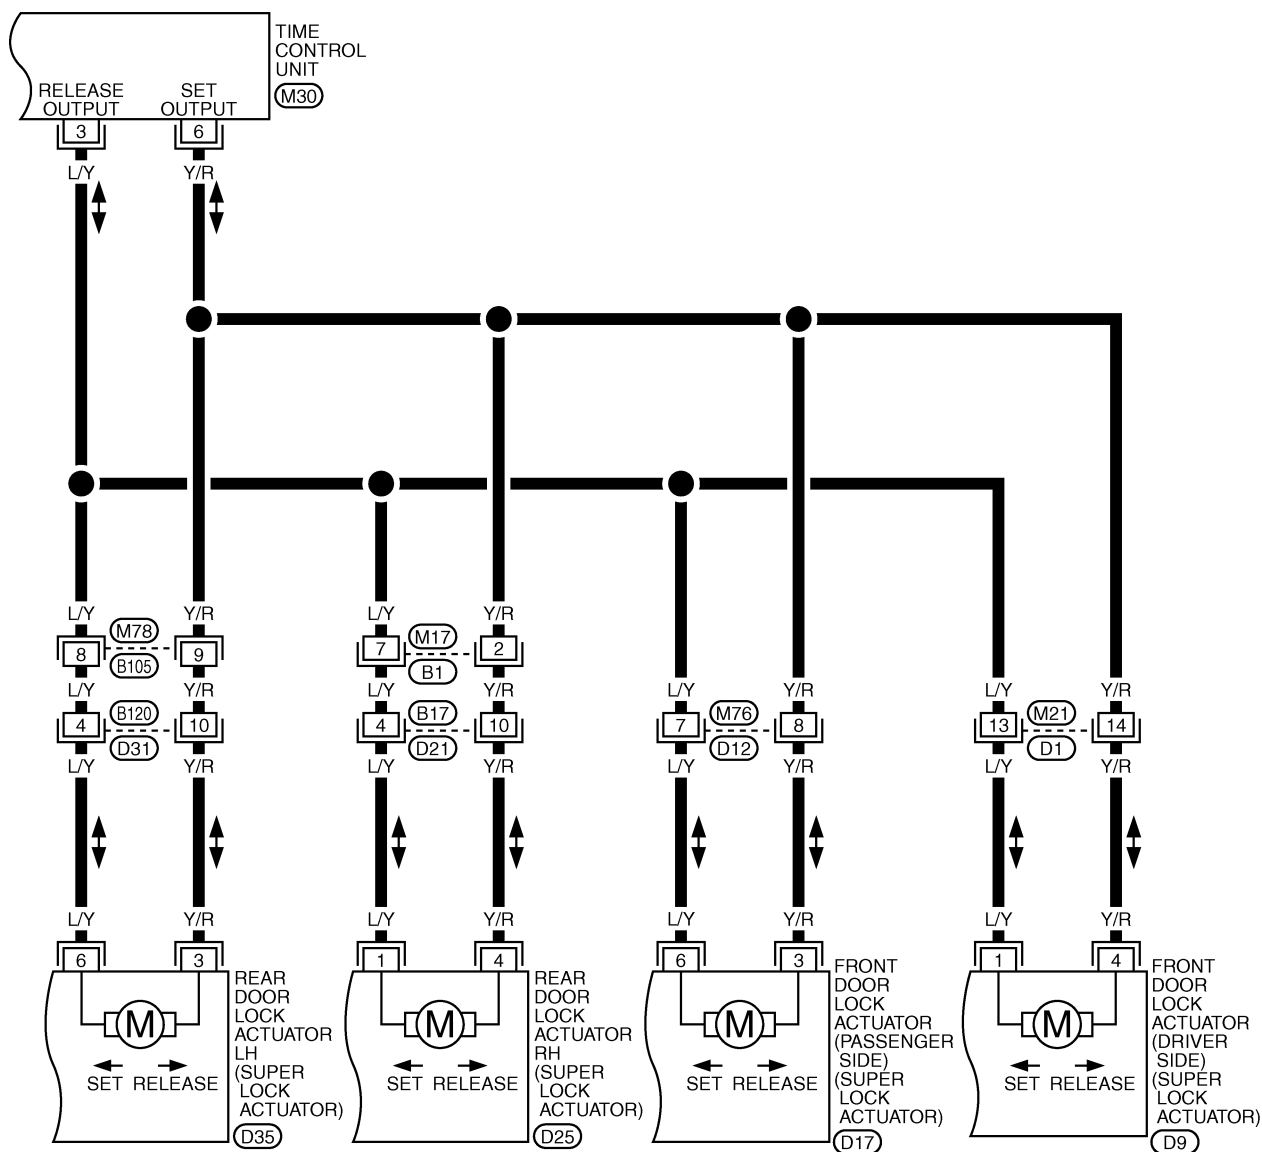 TIME
CONTROL
UNIT
M30
RELEASE
OUTPUT
SET
OUTPUT
3 6
L/Y Y/R
L/Y Y/R L/Y Y/R
8 M78 9 7 M17 2
B105 B1
L/Y Y/R L/Y Y/R L/Y Y/R L/Y Y/R
4 B120 10 4 B17 10 7 M76 8 13 M21 14
D31 D21 D12 D1
L/Y Y/R L/Y Y/R L/Y Y/R L/Y Y/R
L/Y Y/R L/Y Y/R L/Y Y/R L/Y Y/R
6 3 1 4 6 3 1 4
M
SET RELEASE
REAR
DOOR
LOCK
ACTUATOR
LH
(SUPER
LOCK
ACTUATOR)
D35
M
SET RELEASE
REAR
DOOR
LOCK
ACTUATOR
RH
(SUPER
LOCK
ACTUATOR)
D25
M
SET RELEASE
FRONT
DOOR
LOCK
ACTUATOR
(PASSENGER
SIDE)
(SUPER
LOCK
ACTUATOR)
D17
M
SET RELEASE
FRONT
DOOR
LOCK
ACTUATOR
(DRIVER
SIDE)
(SUPER
LOCK
ACTUATOR)
D9